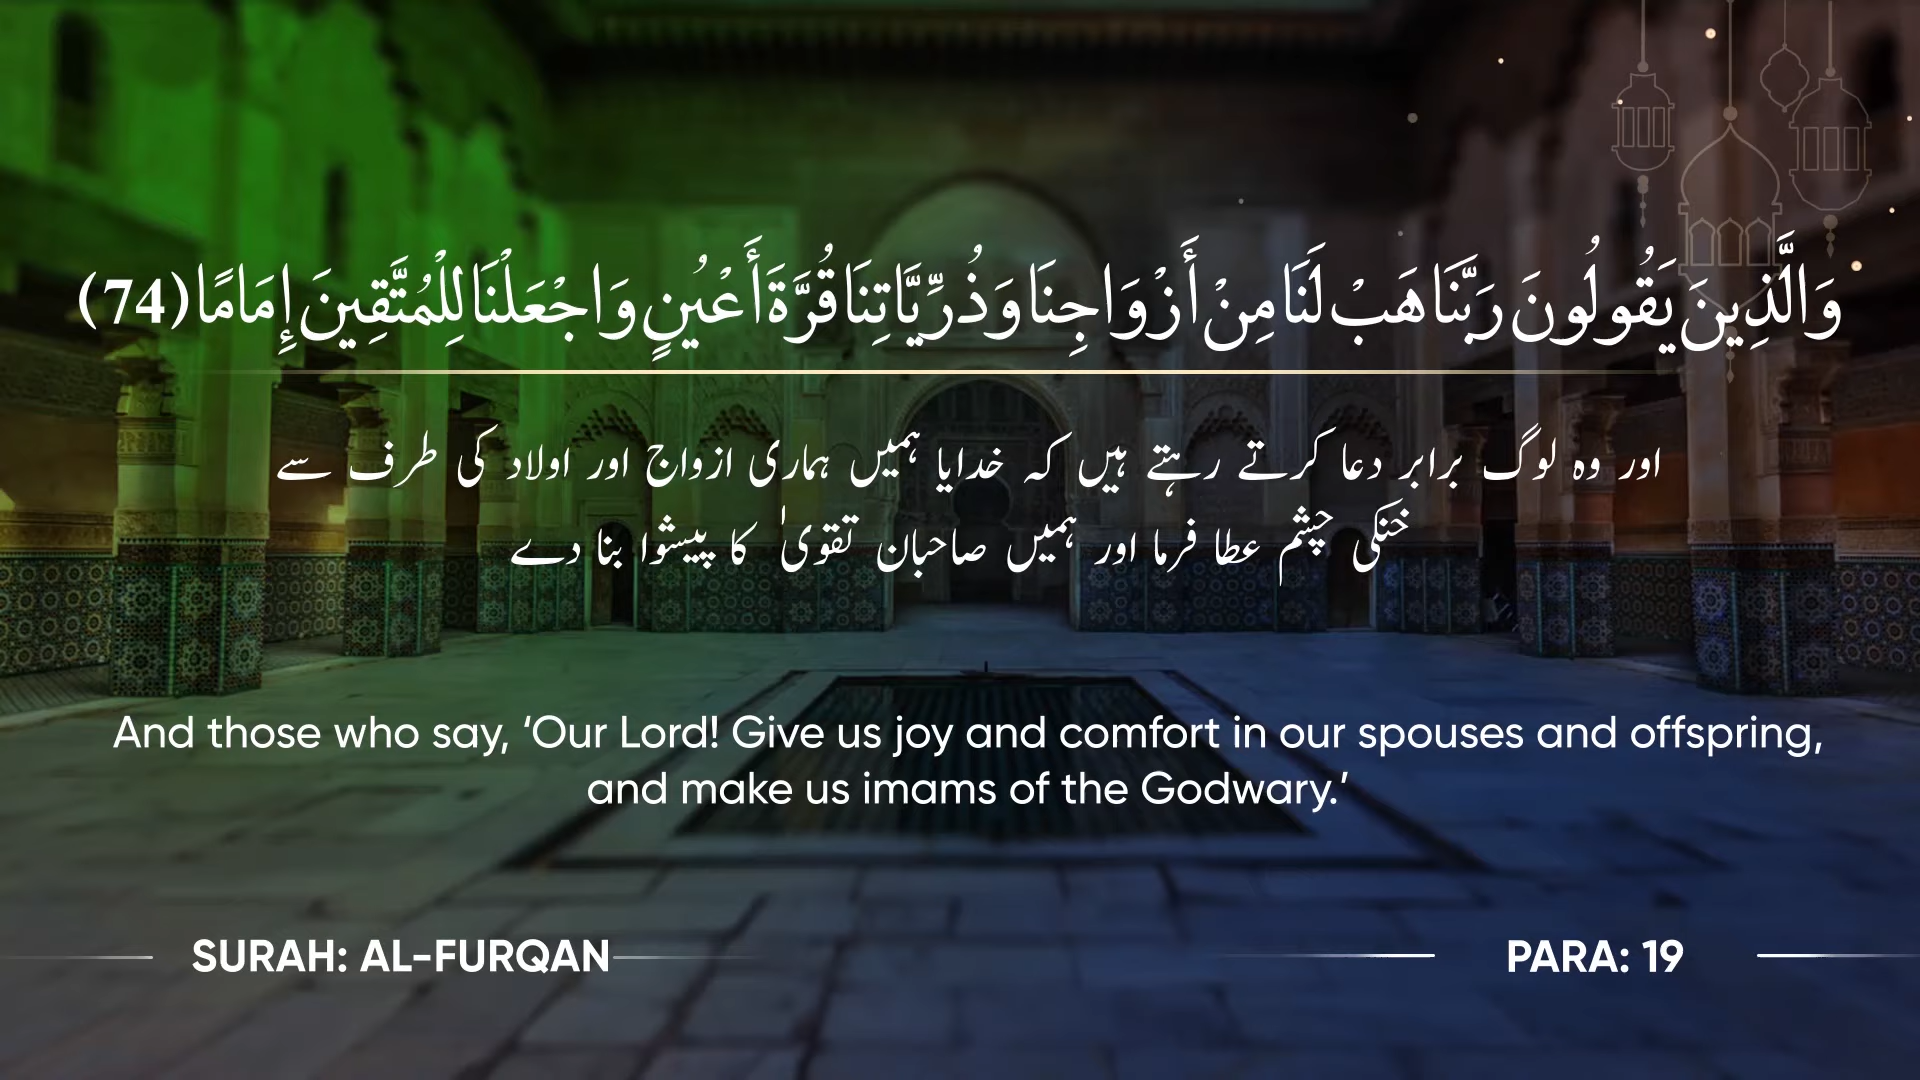 وَالَّذِينَ يَقُولُونَ رَبَّنَا هَبْ لَنَا مِنْ أَزْوَاجِنَا وَذُرِّيَّاتِنَا قُرَّةَ أَعْيُنٍ وَاجْعَلْنَا لِلْمُتَّقِينَ إِمَامًا (74)
اور وہ لوگ برابر دعا کرتے رہتے ہیں کہ خدایا ہمیں ہماری ازواج اور اولاد کی طرف سے
خنکی چشم عطا فرما اور ہمیں صاحبان تقویٰ کا پیشوا بنا دے
And those who say, ‘Our Lord! Give us joy and comfort in our spouses and offspring,
and make us imams of the Godwary.’
SURAH: AL-FURQAN
PARA: 19